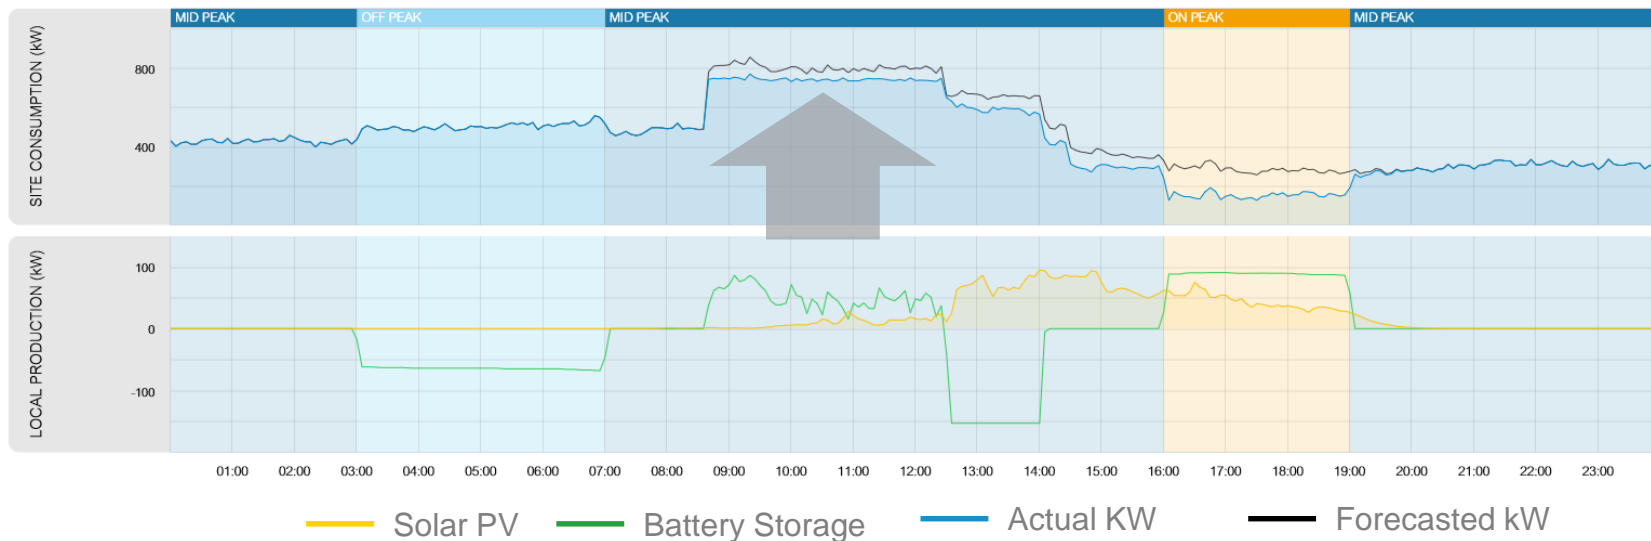 MID PEAK OFF PEAK MID PEAK ON PEAK MID PEAK
SITE CONSUMPTION (kW)
800
400
LOCAL PRODUCTION (kW)
100
0
-100
01:00 02:00 03:00 04:00 05:00 06:00 07:00 08:00 09:00 10:00 11:00 12:00 13:00 14:00 15:00 16:00 17:00 18:00 19:00 20:00 21:00 22:00 23:00
Solar PV Battery Storage Actual KW Forecasted kW